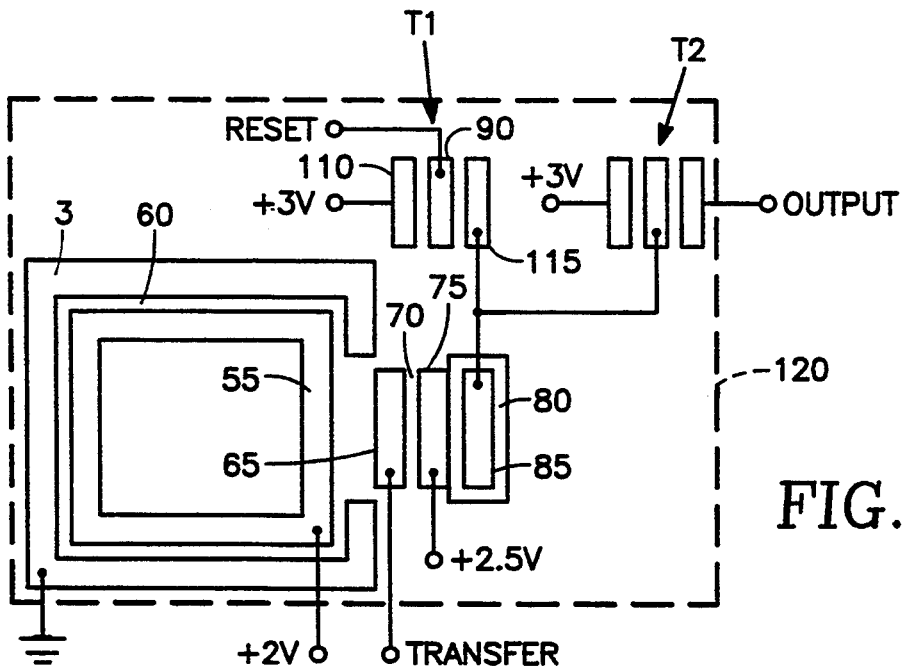 T1
T2
RESET
90
110
+3V
+3V
OUTPUT
3
60
115
70
75
120
55
80
65
85
FIG.
+2.5V
+2V
TRANSFER